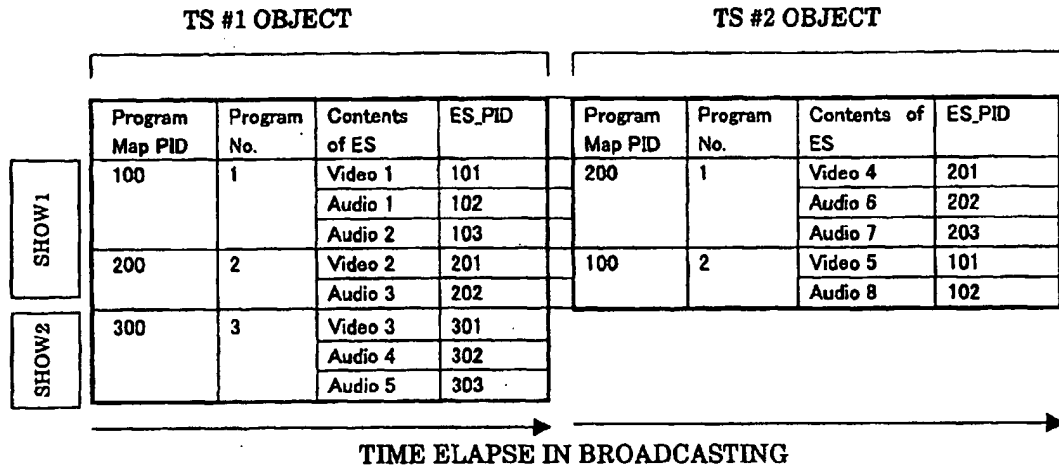 TS #1 OBJECT TS #2 OBJECT
Program Map PID Program No. Contents of ES ES_PID Program Map PID Program No. Contents of ES ES_PID
SHOW1
100 1 Video 1 101 200 1 Video 4 201
Audio 1 102 Audio 6 202
Audio 2 103 Audio 7 203
200 2 Video 2 201 100 2 Video 5 101
Audio 3 202 Audio 8 102
SHOW2
300 3 Video 3 301
Audio 4 302
Audio 5 303
TIME ELAPSE IN BROADCASTING